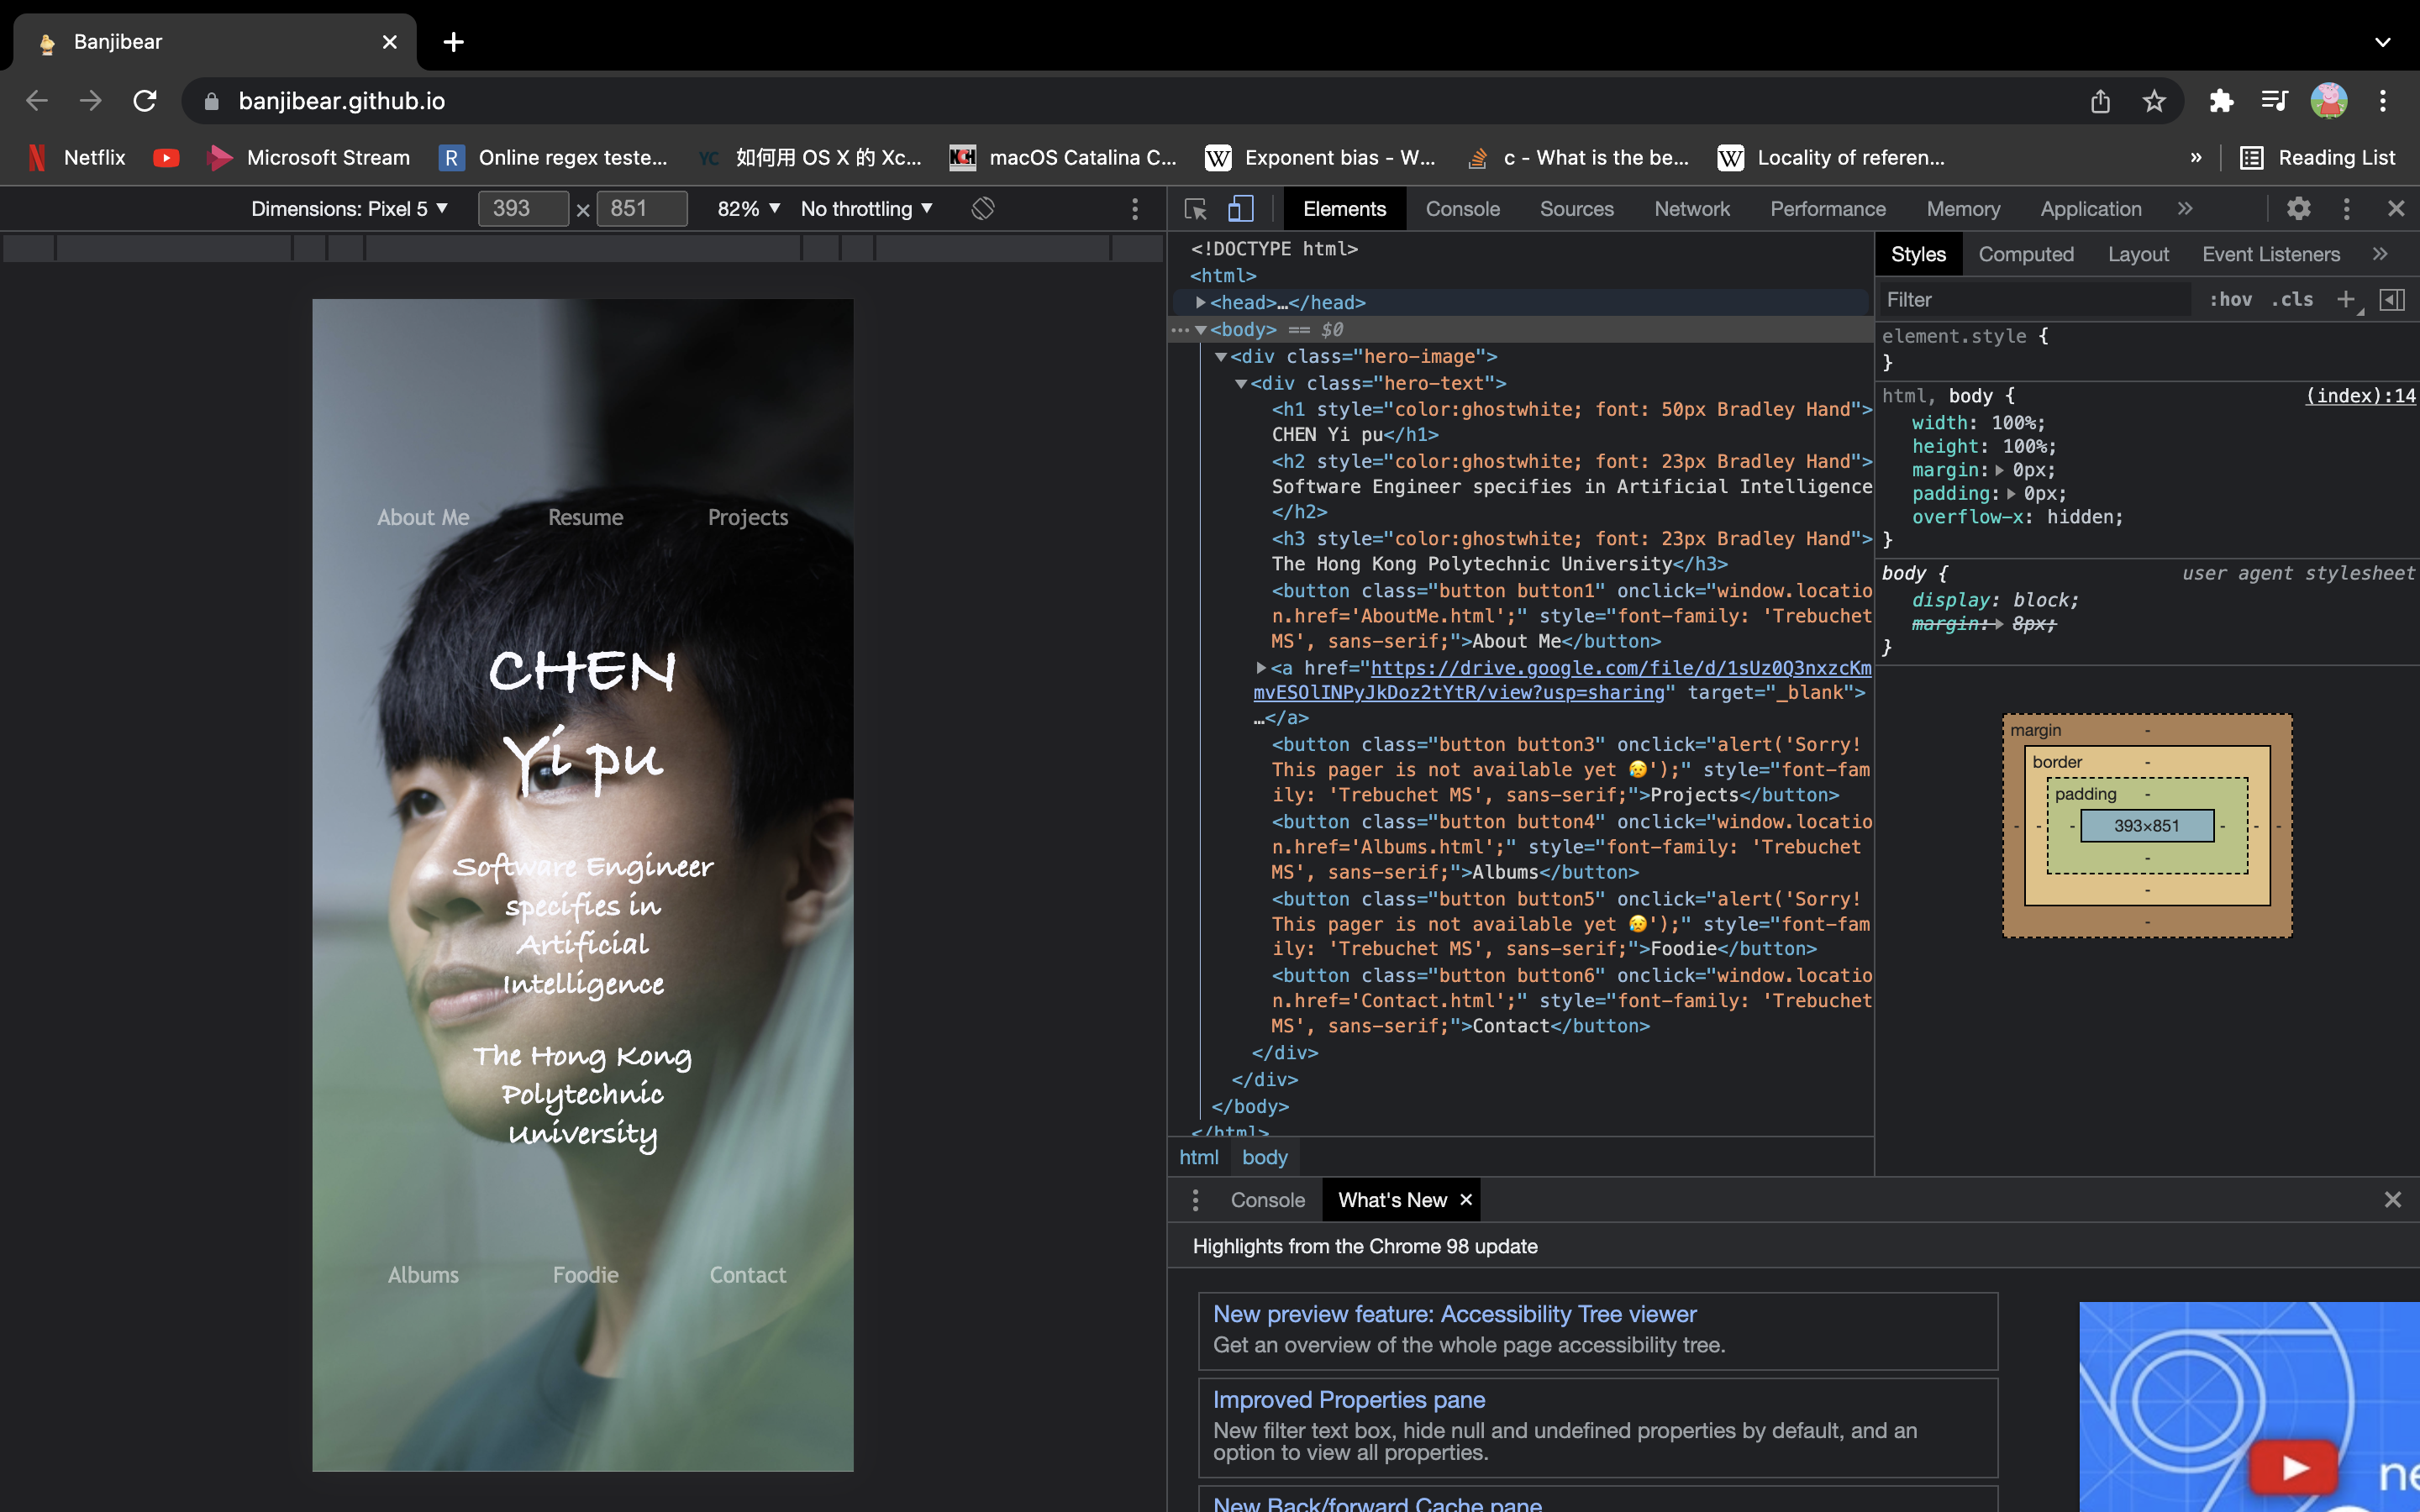 Banjibear
banjibear.github.io
Netflix
Microsoft Stream
R Online regex teste...
YC 如何用 OS X 的 Xc...
NCH macOS Catalina C...
W Exponent bias - W...
c - What is the be...
W Locality of referen...
» Reading List
Dimensions: Pixel 5 393 × 851 82% No throttling
Elements Console Sources Network Performance Memory Application »
About Me Resume Projects
CHEN
Yi pu
Software Engineer
specifies in
Artificial
Intelligence
The Hong Kong
Polytechnic
University
Albums Foodie Contact
<!DOCTYPE html>
<html>
<head>…</head>
<body> == $0
<div class="hero-image">
<div class="hero-text">
<h1 style="color:ghostwhite; font: 50px Bradley Hand">
CHEN Yi pu</h1>
<h2 style="color:ghostwhite; font: 23px Bradley Hand">
Software Engineer specifies in Artificial Intelligence
</h2>
<h3 style="color:ghostwhite; font: 23px Bradley Hand">
The Hong Kong Polytechnic University</h3>
<button class="button button1" onclick="window.locatio
n.href='AboutMe.html';" style="font-family: 'Trebuchet
MS', sans-serif;">About Me</button>
<a href="https://drive.google.com/file/d/1sUz0Q3nxzcKm
mvESOlINPyJkDoz2tYtR/view?usp=sharing" target="_blank">
…</a>
<button class="button button3" onclick="alert('Sorry!
This pager is not available yet 😥');" style="font-fam
ily: 'Trebuchet MS', sans-serif;">Projects</button>
<button class="button button4" onclick="window.locatio
n.href='Albums.html';" style="font-family: 'Trebuchet
MS', sans-serif;">Albums</button>
<button class="button button5" onclick="alert('Sorry!
This pager is not available yet 😥');" style="font-fam
ily: 'Trebuchet MS', sans-serif;">Foodie</button>
<button class="button button6" onclick="window.locatio
n.href='Contact.html';" style="font-family: 'Trebuchet
MS', sans-serif;">Contact</button>
</div>
</div>
</body>
</html>
html body
Styles Computed Layout Event Listeners »
Filter :hov .cls +
element.style {
}
html, body { (index):14
width: 100%;
height: 100%;
margin: 0px;
padding: 0px;
overflow-x: hidden;
}
body { user agent stylesheet
display: block;
margin: 8px;
}
margin -
border -
padding -
- - - 393×851 - - -
-
-
-
Console What's New
Highlights from the Chrome 98 update
New preview feature: Accessibility Tree viewer
Get an overview of the whole page accessibility tree.
Improved Properties pane
New filter text box, hide null and undefined properties by default, and an
option to view all properties.
New Back/forward Cache pane
ne